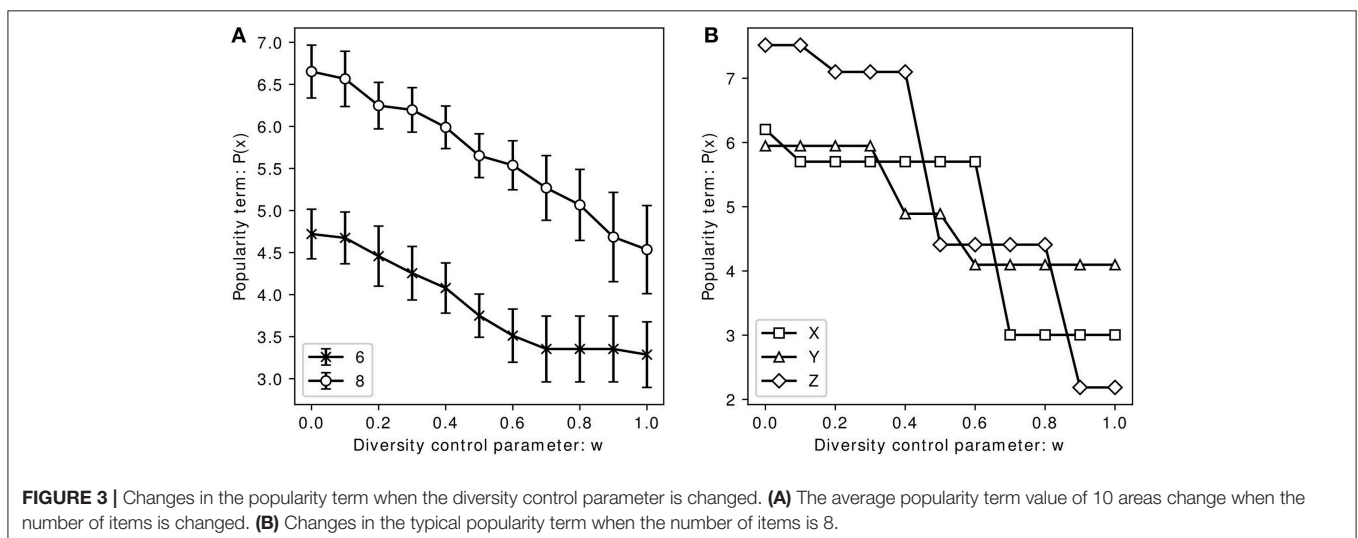 A
7.0
6.5
6.0
5.5
5.0
4.5
4.0
3.5
3.0
Popularity term: P(x)
6
8
0.0 0.2 0.4 0.6 0.8 1.0
Diversity control parameter: w
B
7
6
5
4
3
2
Popularity term: P(x)
X
Y
Z
0.0 0.2 0.4 0.6 0.8 1.0
Diversity control parameter: w
FIGURE 3 | Changes in the popularity term when the diversity control parameter is changed. (A) The average popularity term value of 10 areas change when the
number of items is changed. (B) Changes in the typical popularity term when the number of items is 8.